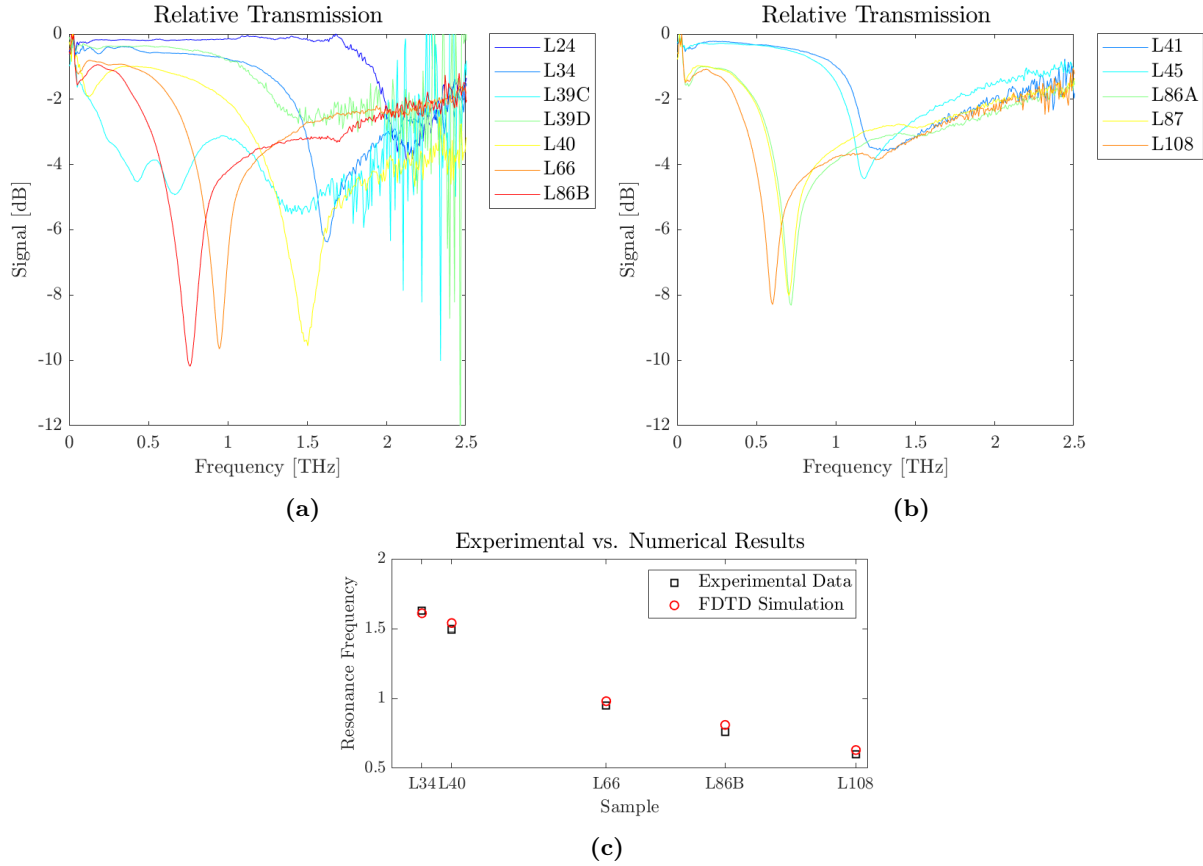 Relative Transmission
0
-2
-4
-6
-8
-10
-12
Signal [dB]
0 0.5 1 1.5 2 2.5
Frequency [THz]
L24
L34
L39C
L39D
L40
L66
L86B
(a)
Relative Transmission
0
-2
-4
-6
-8
-10
-12
Signal [dB]
0 0.5 1 1.5 2 2.5
Frequency [THz]
L41
L45
L86A
L87
L108
(b)
Experimental vs. Numerical Results
2
1.5
1
0.5
Resonance Frequency
Experimental Data
FDTD Simulation
L34 L40 L66 L86B L108
Sample
(c)